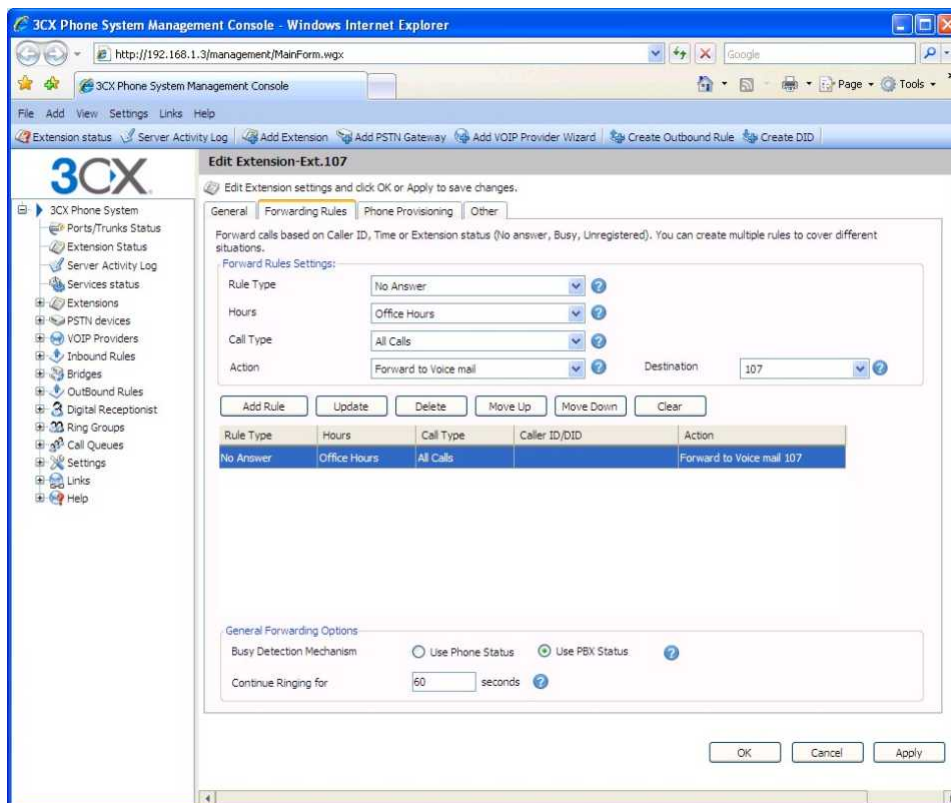 3CX Phone System Management Console - Windows Internet Explorer
http://192.168.1.3/management/MainForm.wgx
Google
3CX Phone System Management Console
Page
Tools
File Add View Settings Links Help
Extension status Server Activity Log Add Extension Add PSTN Gateway Add VOIP Provider Wizard Create Outbound Rule Create DID
3CX
3CX Phone System
Ports/Trunks Status
Extension Status
Server Activity Log
Services status
Extensions
PSTN devices
VOIP Providers
Inbound Rules
Bridges
OutBound Rules
Digital Receptionist
Ring Groups
Call Queues
Settings
Links
Help
Edit Extension-Ext.107
Edit Extension settings and click OK or Apply to save changes.
General Forwarding Rules Phone Provisioning Other
Forward calls based on Caller ID, Time or Extension status (No answer, Busy, Unregistered). You can create multiple rules to cover different
situations.
Forward Rules Settings:
Rule Type No Answer
Hours Office Hours
Call Type All Calls
Action Forward to Voice mail Destination 107
Add Rule Update Delete Move Up Move Down Clear
Rule Type Hours Call Type Caller ID/DID Action
No Answer Office Hours All Calls Forward to Voice mail 107
General Forwarding Options
Busy Detection Mechanism Use Phone Status Use PBX Status
Continue Ringing for 60 seconds
OK Cancel Apply